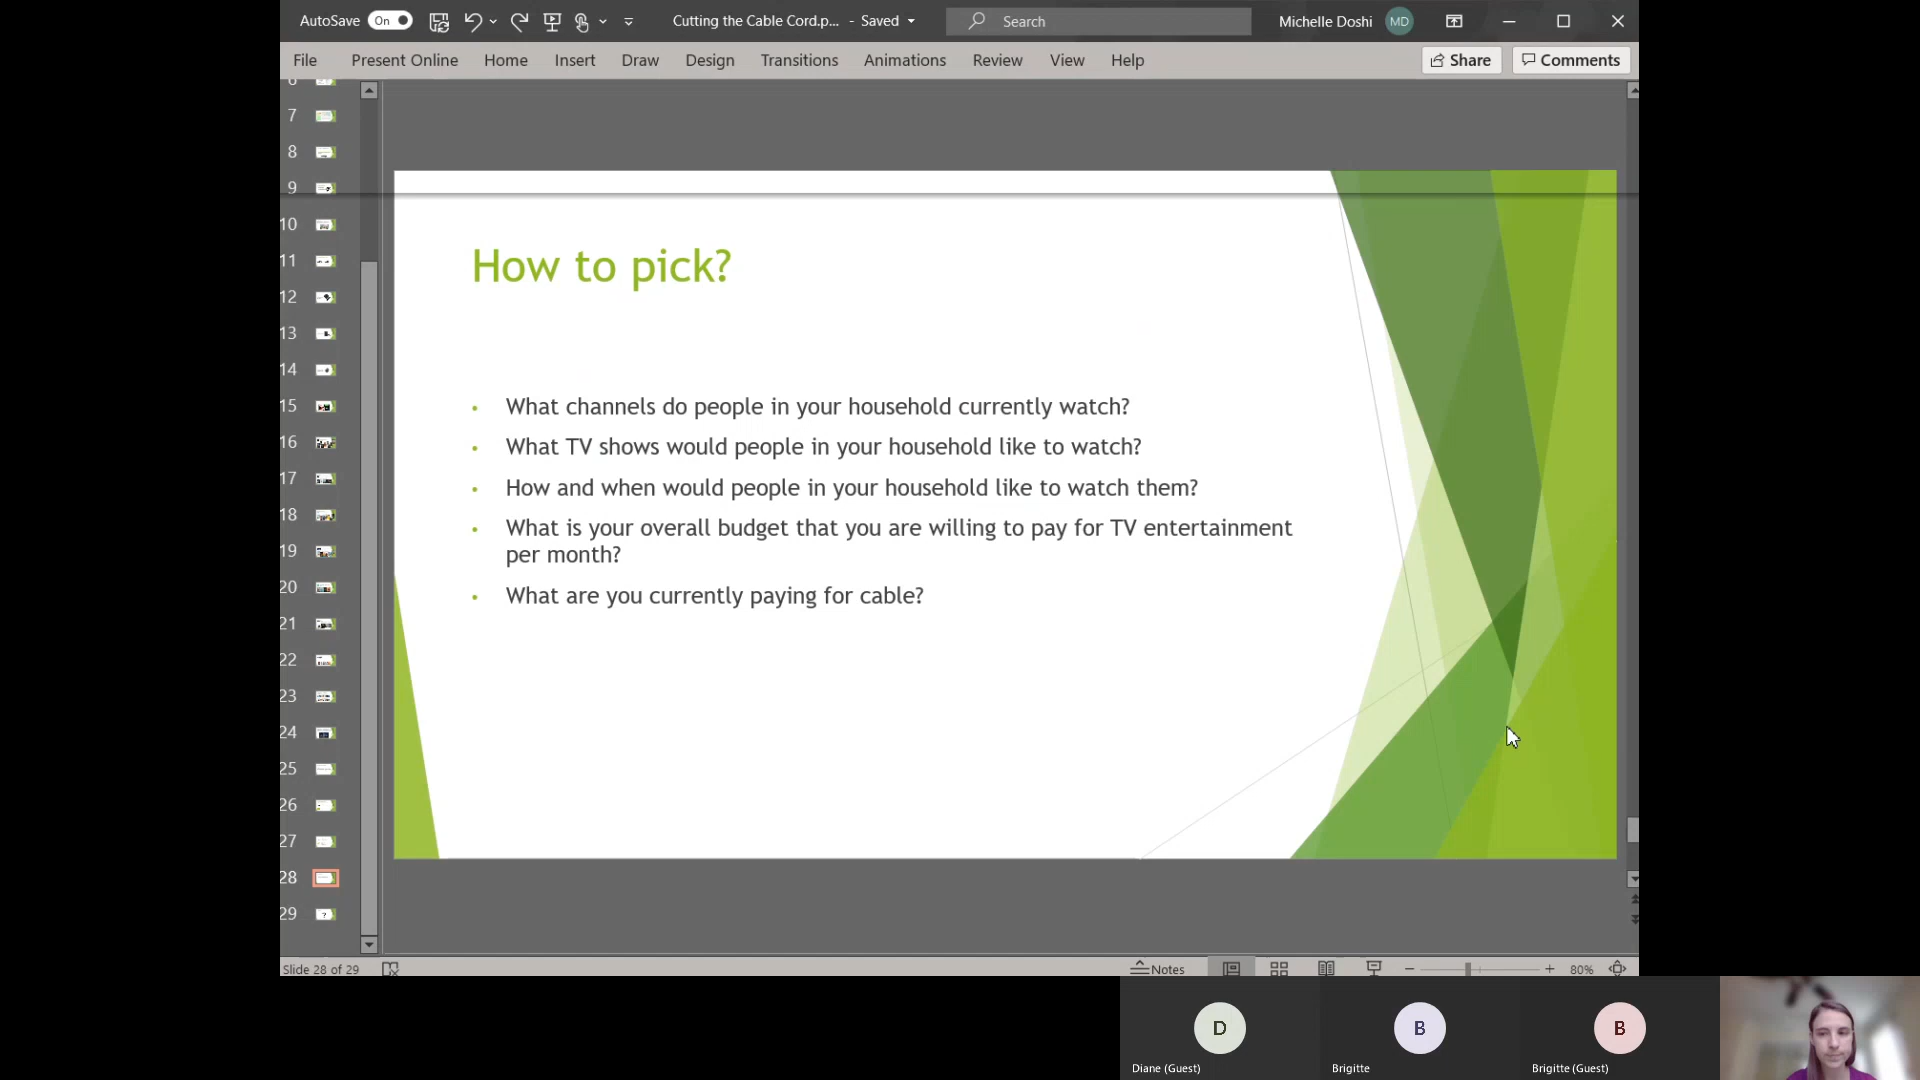 AutoSave On Cutting the Cable Cord.p... - Saved Search Michelle Doshi MD
File Present Online Home Insert Draw Design Transitions Animations Review View Help Share Comments
6
7
8
9
10
11
12
13
14
15
16
17
18
19
20
21
22
23
24
25
26
27
28
29
How to pick?
• What channels do people in your household currently watch?
• What TV shows would people in your household like to watch?
• How and when would people in your household like to watch them?
• What is your overall budget that you are willing to pay for TV entertainment
per month?
• What are you currently paying for cable?
Slide 28 of 29 Notes 80%
D B B
Diane (Guest) Brigitte Brigitte (Guest)